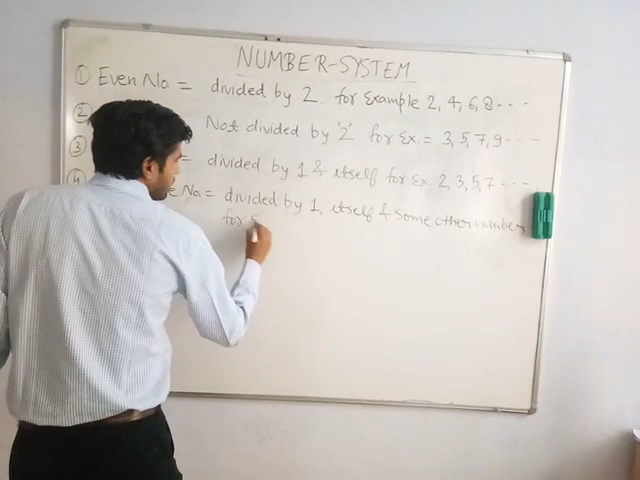 NUMBER-SYSTEM
① Even No = divided by 2 for Example 2, 4, 6, 8 - - -
② Not divided by '2' for Ex = 3, 5, 7, 9 - - - -
③ = divided by 1 & itself for Ex 2, 3, 5, 7 - - - -
④ No = divided by 1, itself & some other number
for